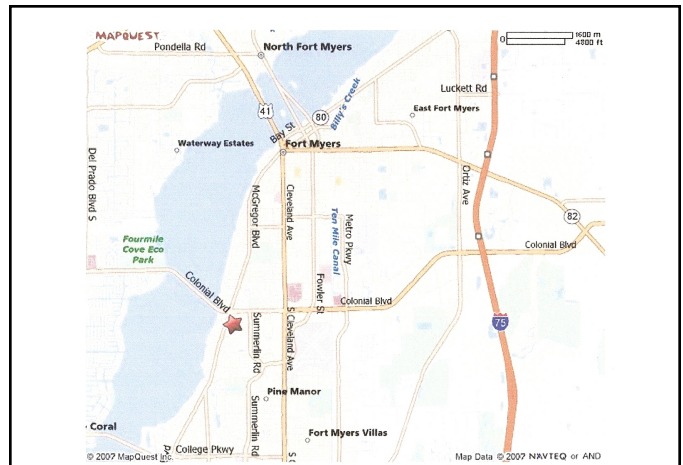 MAPQUEST
Pondella Rd
North Fort Myers
1600 m
0
4800 ft
Luckett Rd
41
80
Billy's Creek
East Fort Myers
Bay St
Waterway Estates
Fort Myers
Del Prado Blvd S
McGregor Blvd
Cleveland Ave
Ten Mile Canal
Metro Pkwy
Ortiz Ave
82
Fourmile
Cove Eco
Park
Colonial Blvd
Colonial Blvd
Fowler St
Colonial Blvd
75
Summerlin Rd
S Cleveland Ave
Pine Manor
Summerlin Rd
Coral
Fort Myers Villas
College Pkwy
© 2007 MapQuest Inc.
Map Data © 2007 NAVTEQ or AND